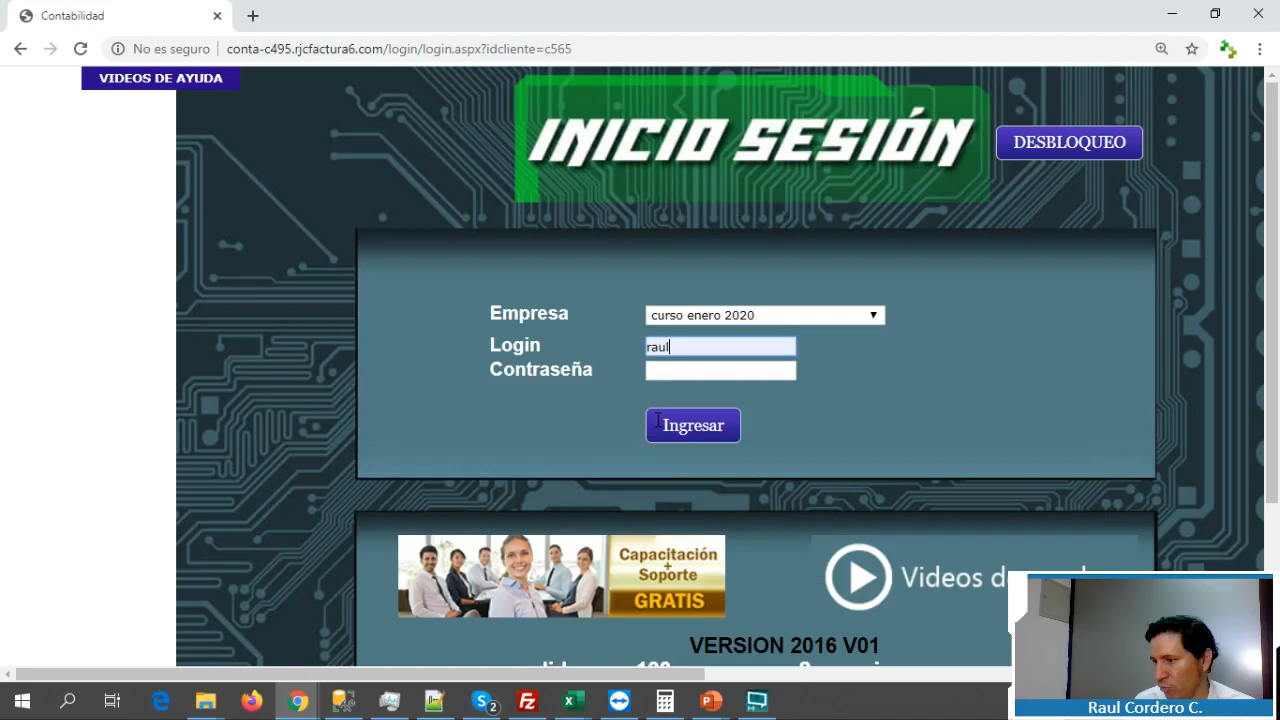 Contabilidad
No es seguro
conta-c495.rjcfactura6.com/login/login.aspx?idcliente=c565
VIDEOS DE AYUDA
INICIO SESIÓN
DESBLOQUEO
Empresa
curso enero 2020
Login
raul
Contraseña
Ingresar
Capacitación
+
Soporte
GRATIS
Videos d
VERSION 2016 V01
2
Raul Cordero C.